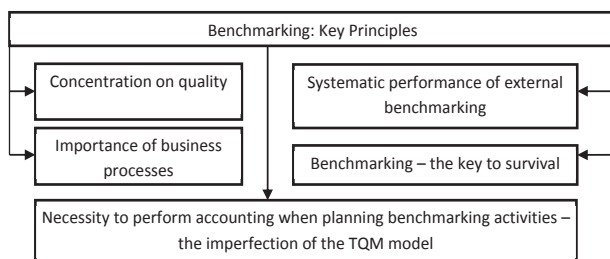 Benchmarking: Key Principles
Concentration on quality
Importance of business
processes
Systematic performance of external
benchmarking
Benchmarking – the key to survival
Necessity to perform accounting when planning benchmarking activities –
the imperfection of the TQM model